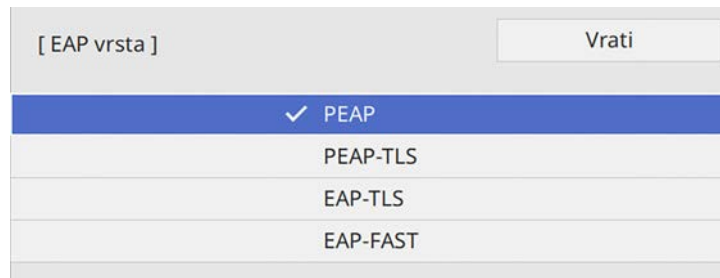 [ EAP vrsta ]
Vrati
PEAP
PEAP-TLS
EAP-TLS
EAP-FAST